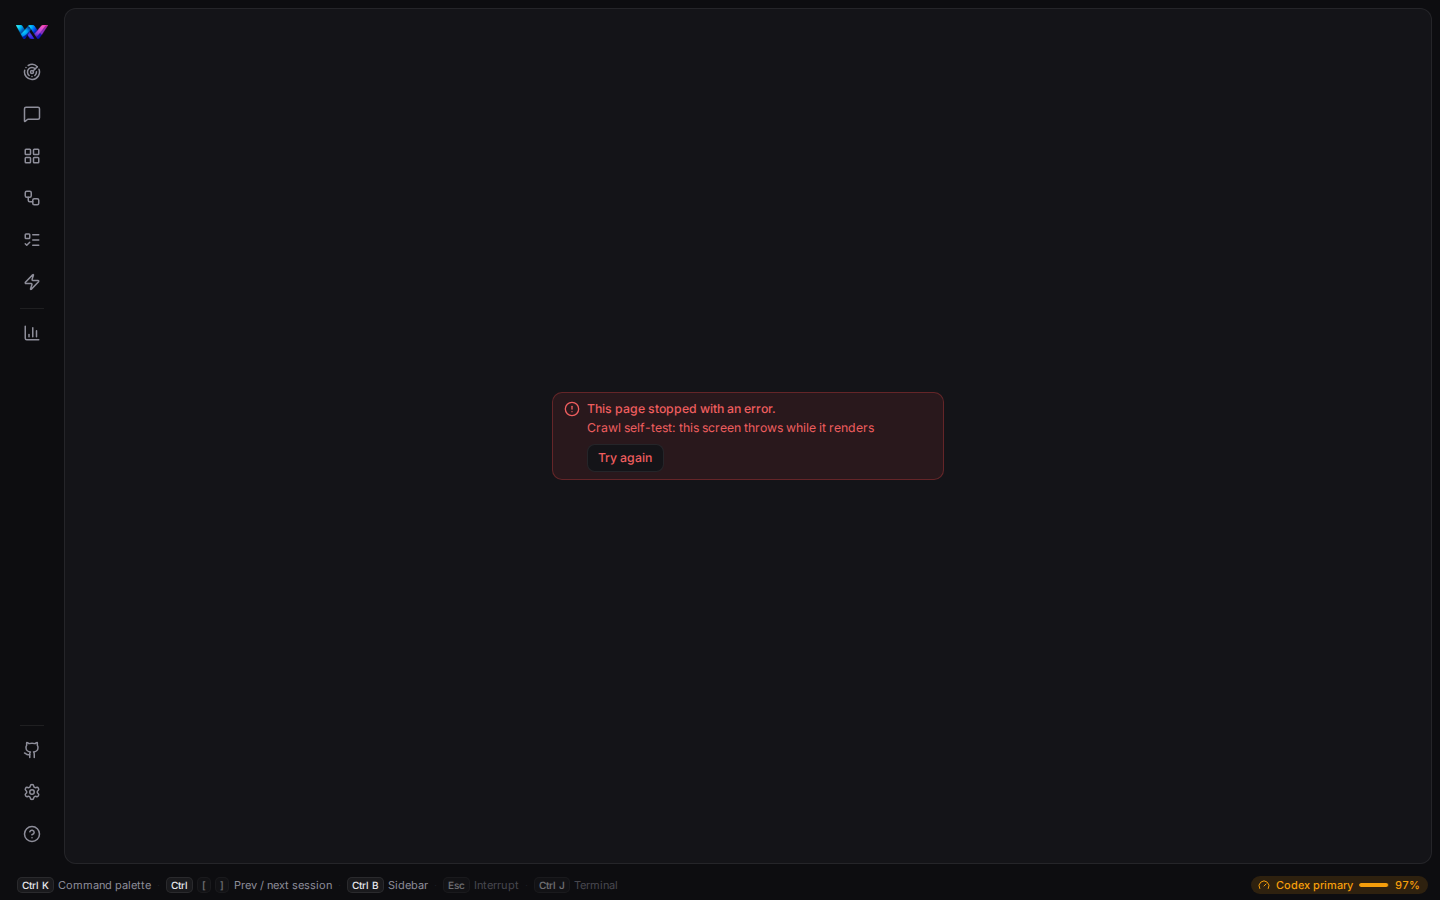 This page stopped with an error.
Crawl self-test: this screen throws while it renders
Try again
Ctrl K Command palette Ctrl [ ] Prev / next session Ctrl B Sidebar Esc Interrupt Ctrl J Terminal Codex primary 97%